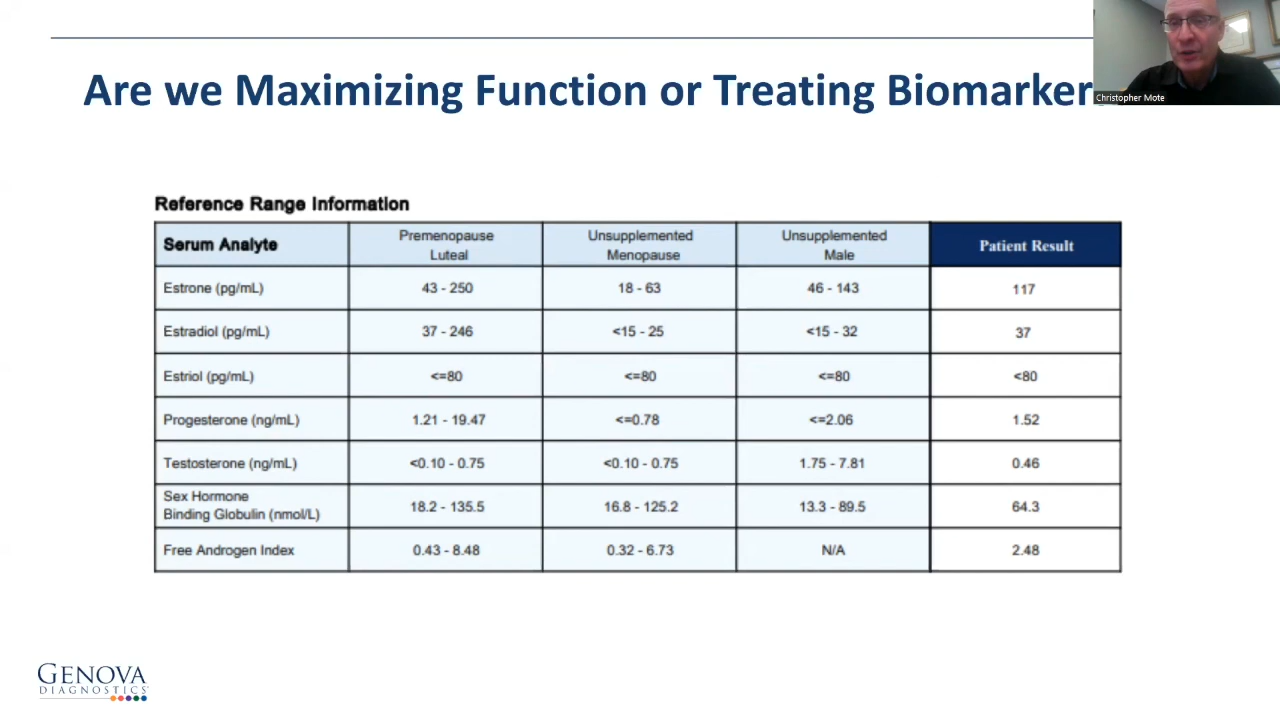 Are we Maximizing Function or Treating Biomarker
Christopher Mote
Reference Range Information
Serum Analyte
Premenopause Luteal
Unsupplemented Menopause
Unsupplemented Male
Patient Result
Estrone (pg/mL) 43 - 250 18 - 63 46 - 143 117
Estradiol (pg/mL) 37 - 246 <15 - 25 <15 - 32 37
Estriol (pg/mL) <=80 <=80 <=80 <80
Progesterone (ng/mL) 1.21 - 19.47 <=0.78 <=2.06 1.52
Testosterone (ng/mL) <0.10 - 0.75 <0.10 - 0.75 1.75 - 7.81 0.46
Sex Hormone
Binding Globulin (nmol/L) 18.2 - 135.5 16.8 - 125.2 13.3 - 89.5 64.3
Free Androgen Index 0.43 - 8.48 0.32 - 6.73 N/A 2.48
GENOVA
DIAGNOSTICS